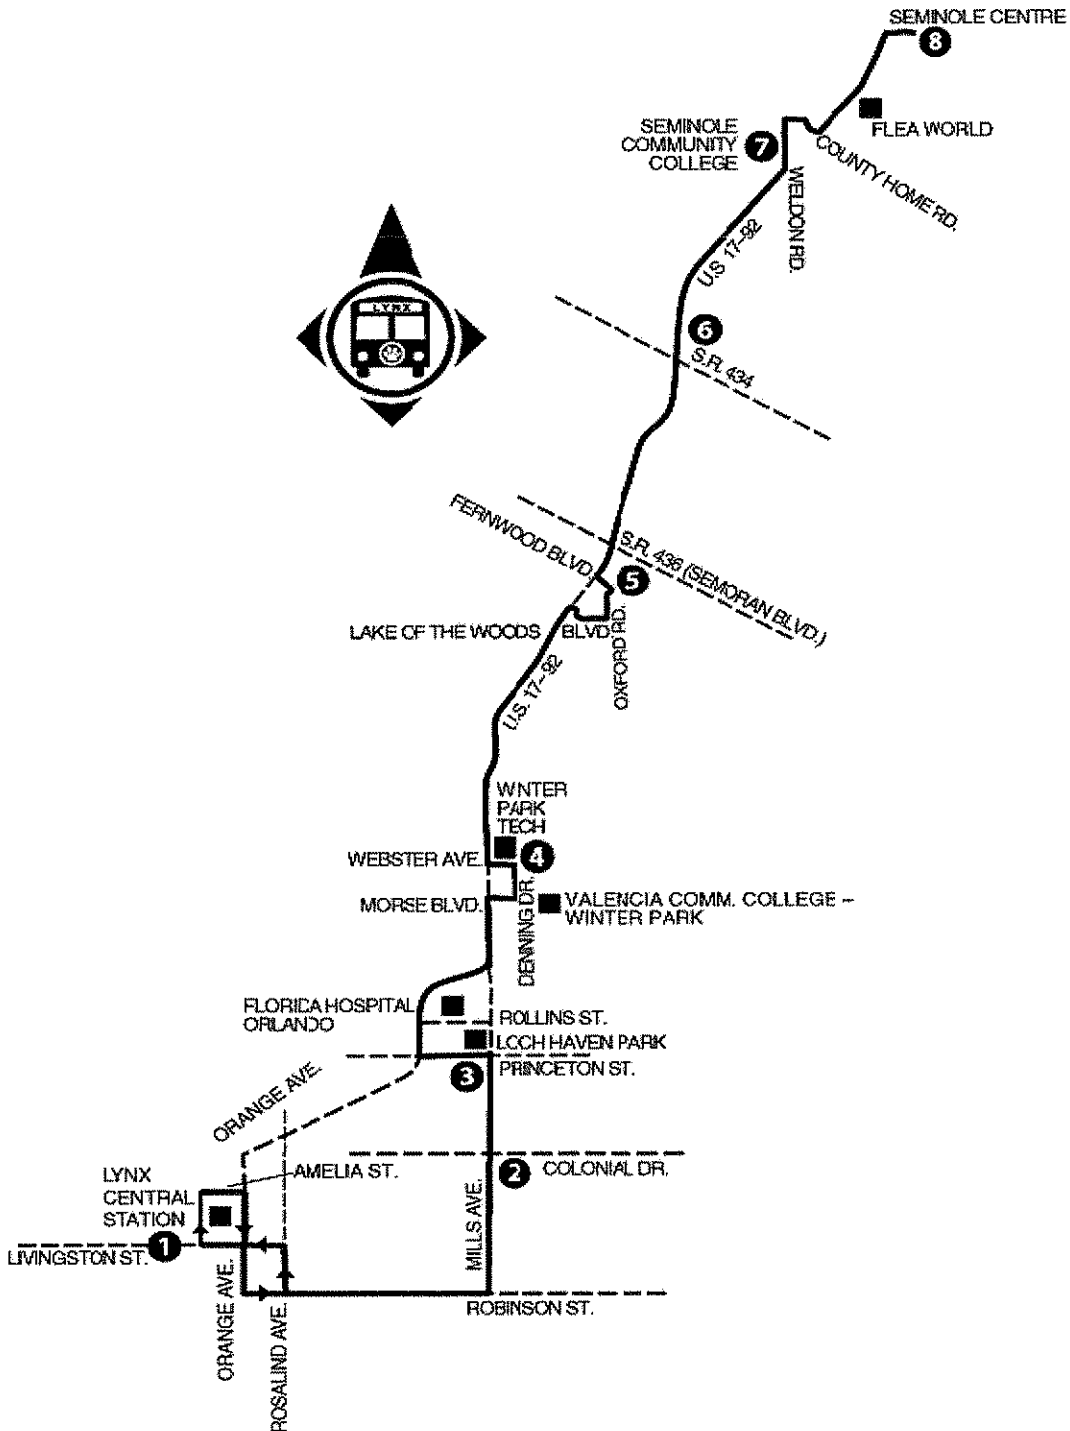 SEMINOLE CENTRE
8
FLEA WORLD
SEMINOLE
COMMUNITY
COLLEGE
7
COUNTY HOME RD.
WELDON RD.
U.S 17-92
LYNX
6
S.R. 434
FERNWOOD BLVD.
S.R. 436 (SEMORAN BLVD.)
5
LAKE OF THE WOODS BLVD.
OXFORD RD.
U.S. 17-92
WINTER
PARK
TECH
4
WEBSTER AVE.
MORSE BLVD.
DENNING DR.
VALENCIA COMM. COLLEGE –
WINTER PARK
FLORIDA HOSPITAL
ORLANDO
ROLLINS ST.
LOCH HAVEN PARK
3
PRINCETON ST.
ORANGE AVE.
AMELIA ST.
COLONIAL DR.
2
LYNX
CENTRAL
STATION
MILLS AVE.
1
LIVINGSTON ST.
ORANGE AVE.
ROSALIND AVE.
ROBINSON ST.